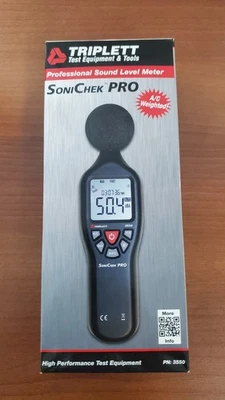 TRIPLETT
Test Equipment & Tools
Professional Sound Level Meter
SONICHEK PRO
A/C
Weighted!
50.4
TRIPLETT
SONICHEK PRO
CE
More
Info
High Performance Test Equipment
PN: 3550